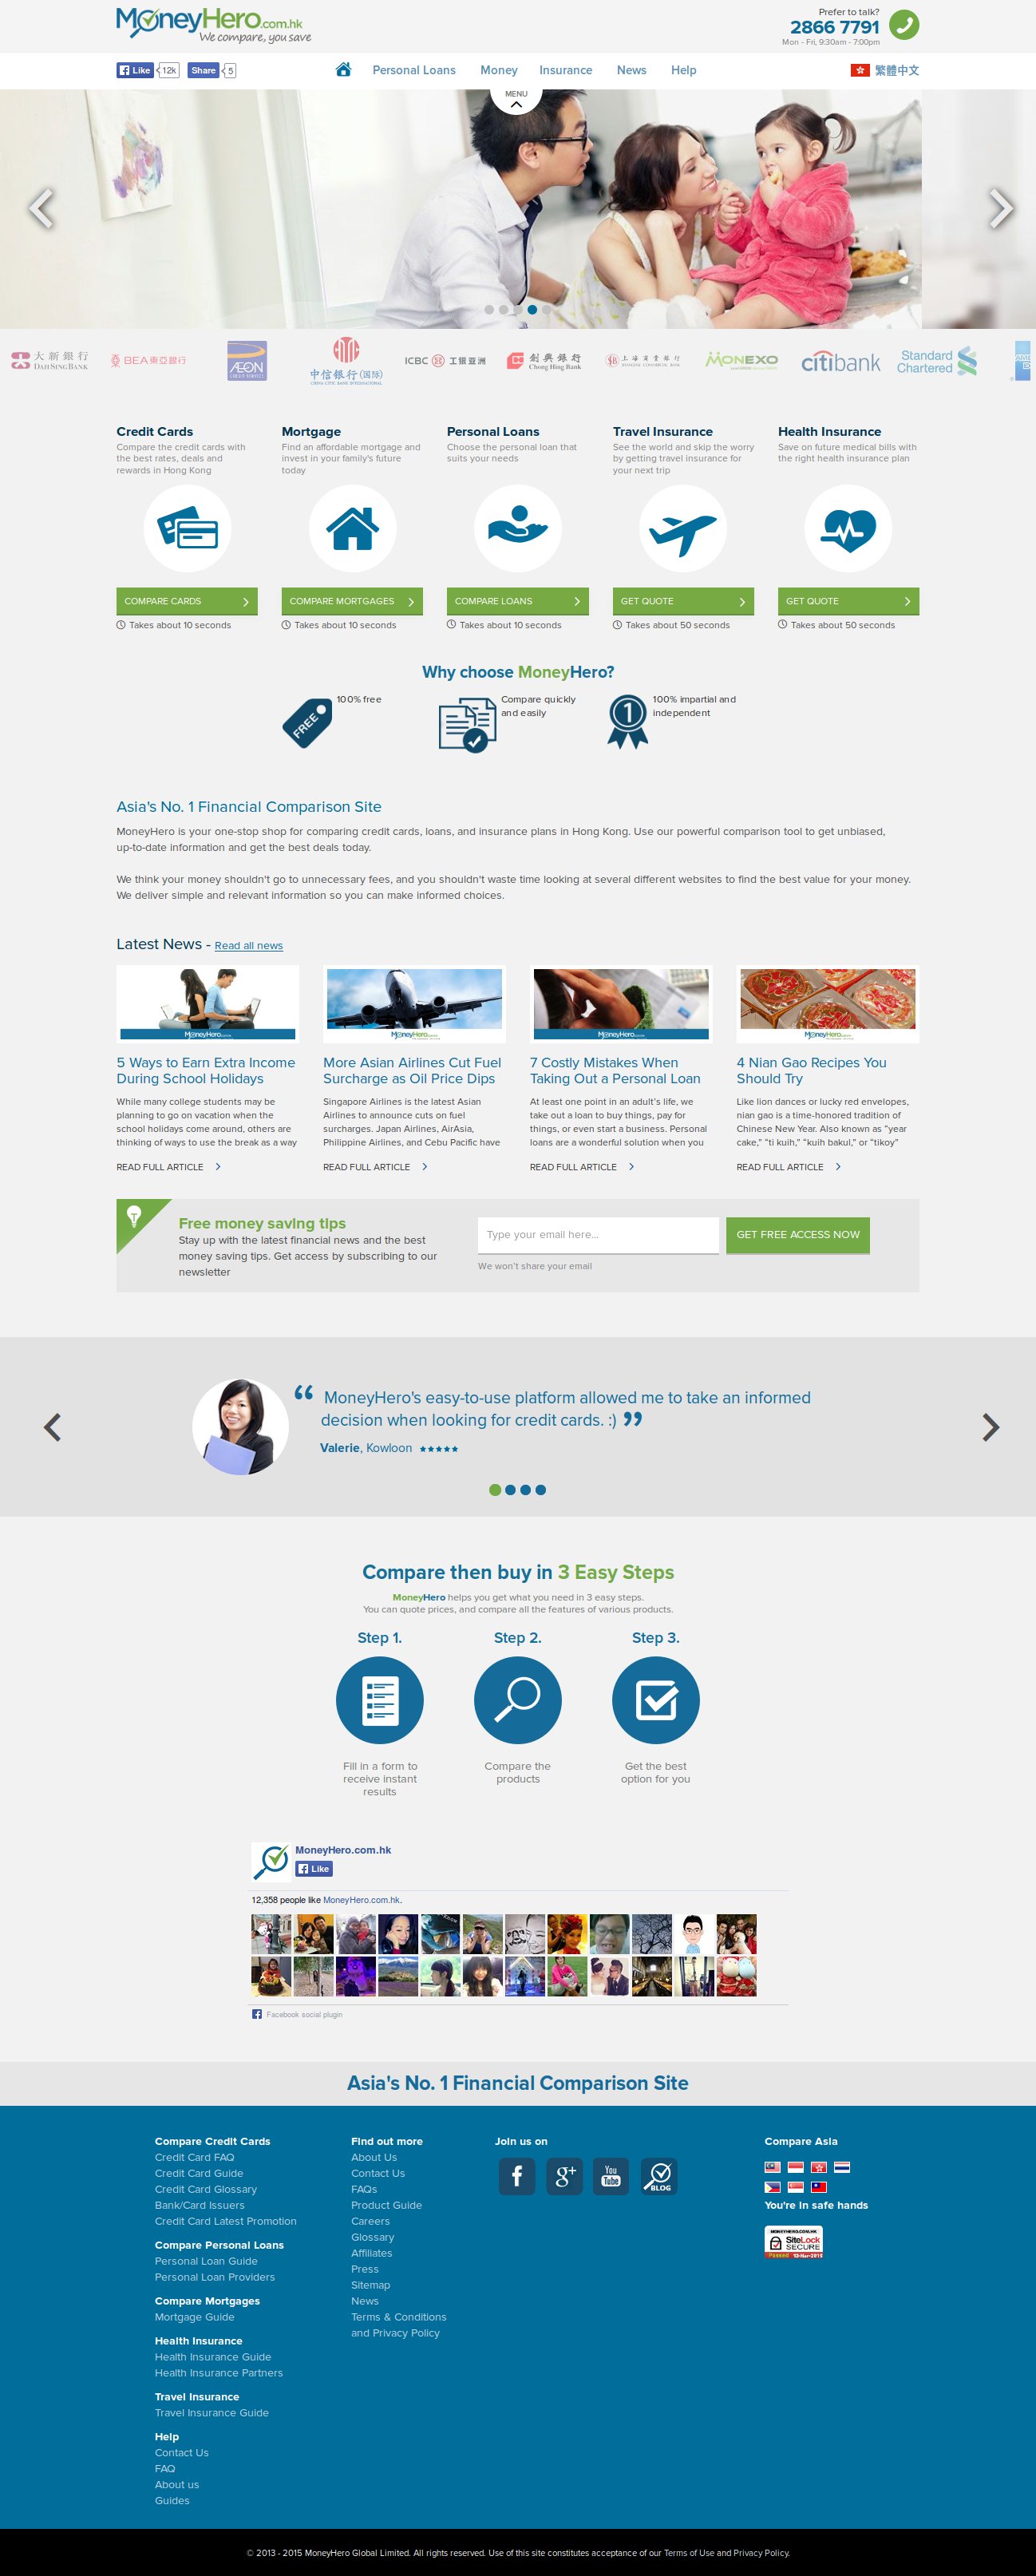 MoneyHero.com.hk
We compare, you save
Prefer to talk?
2866 7791
Mon - Fri, 9:30am - 7:00pm
Like 12k Share 5
Personal Loans Money Insurance News Help
繁體中文
MENU
大新銀行
DAH SING BANK
BEA東亞銀行
AEON
CREDIT SERVICE
中信銀行(国际)
CHINA CITIC BANK INTERNATIONAL
ICBC 工银亚洲
創興銀行
Chong Hing Bank
上海商業銀行
SHANGHAI COMMERCIAL BANK
MONEXO
citibank
Standard
Chartered
Credit Cards
Compare the credit cards with
the best rates, deals and
rewards in Hong Kong
COMPARE CARDS
Takes about 10 seconds
Mortgage
Find an affordable mortgage and
invest in your family's future
today
COMPARE MORTGAGES
Takes about 10 seconds
Personal Loans
Choose the personal loan that
suits your needs
COMPARE LOANS
Takes about 10 seconds
Travel Insurance
See the world and skip the worry
by getting travel insurance for
your next trip
GET QUOTE
Takes about 50 seconds
Health Insurance
Save on future medical bills with
the right health insurance plan
GET QUOTE
Takes about 50 seconds
Why choose MoneyHero?
FREE
100% free
Compare quickly
and easily
1
100% impartial and
independent
Asia's No. 1 Financial Comparison Site
MoneyHero is your one-stop shop for comparing credit cards, loans, and insurance plans in Hong Kong. Use our powerful comparison tool to get unbiased,
up-to-date information and get the best deals today.
We think your money shouldn't go to unnecessary fees, and you shouldn't waste time looking at several different websites to find the best value for your money.
We deliver simple and relevant information so you can make informed choices.
Latest News - Read all news
MoneyHero
5 Ways to Earn Extra Income
During School Holidays
While many college students may be
planning to go on vacation when the
school holidays come around, others are
thinking of ways to use the break as a way
READ FULL ARTICLE
MoneyHero
More Asian Airlines Cut Fuel
Surcharge as Oil Price Dips
Singapore Airlines is the latest Asian
Airlines to announce cuts on fuel
surcharges. Japan Airlines, AirAsia,
Philippine Airlines, and Cebu Pacific have
READ FULL ARTICLE
MoneyHero
7 Costly Mistakes When
Taking Out a Personal Loan
At least one point in an adult's life, we
take out a loan to buy things, pay for
things, or even start a business. Personal
loans are a wonderful solution when you
READ FULL ARTICLE
MoneyHero
4 Nian Gao Recipes You
Should Try
Like lion dances or lucky red envelopes,
nian gao is a time-honored tradition of
Chinese New Year. Also known as "year
cake," "ti kuih," "kuih bakul," or "tikoy"
READ FULL ARTICLE
Free money saving tips
Stay up with the latest financial news and the best
money saving tips. Get access by subscribing to our
newsletter
Type your email here...
GET FREE ACCESS NOW
We won't share your email
“ MoneyHero's easy-to-use platform allowed me to take an informed
decision when looking for credit cards. :) ”
Valerie, Kowloon ★★★★★
Compare then buy in 3 Easy Steps
MoneyHero helps you get what you need in 3 easy steps.
You can quote prices, and compare all the features of various products.
Step 1.
Fill in a form to
receive instant
results
Step 2.
Compare the
products
Step 3.
Get the best
option for you
MoneyHero.com.hk
Like
12,358 people like MoneyHero.com.hk.
Facebook social plugin
Asia's No. 1 Financial Comparison Site
Compare Credit Cards
Credit Card FAQ
Credit Card Guide
Credit Card Glossary
Bank/Card Issuers
Credit Card Latest Promotion
Compare Personal Loans
Personal Loan Guide
Personal Loan Providers
Compare Mortgages
Mortgage Guide
Health Insurance
Health Insurance Guide
Health Insurance Partners
Travel Insurance
Travel Insurance Guide
Help
Contact Us
FAQ
About us
Guides
Find out more
About Us
Contact Us
FAQs
Product Guide
Careers
Glossary
Affiliates
Press
Sitemap
News
Terms & Conditions
and Privacy Policy
Join us on
f
g+
You
Tube
BLOG
Compare Asia
You're in safe hands
MONEYHERO.COM.HK
SiteLock
SECURE
Passed 13-Mar-2015
© 2013 - 2015 MoneyHero Global Limited. All rights reserved. Use of this site constitutes acceptance of our Terms of Use and Privacy Policy.